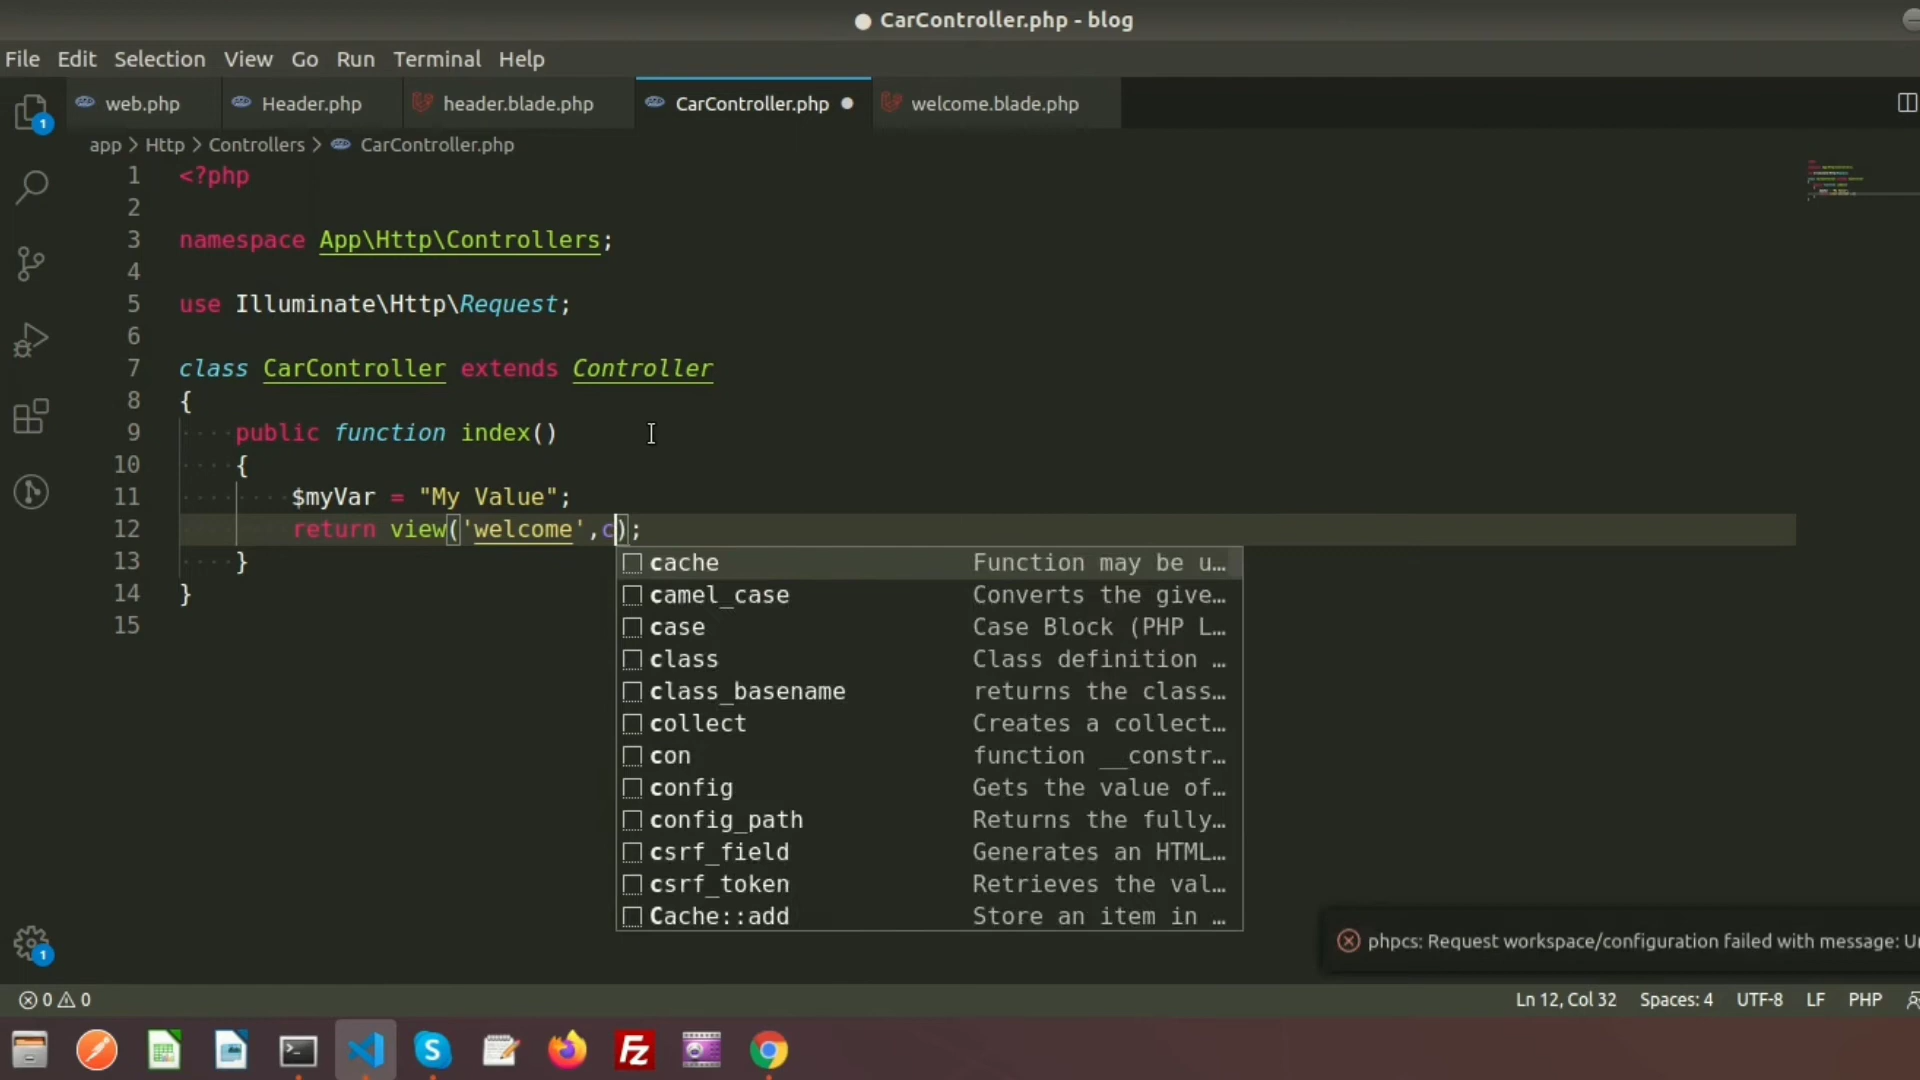 CarController.php - blog
File Edit Selection View Go Run Terminal Help
web.php Header.php header.blade.php CarController.php welcome.blade.php
1
app > Http > Controllers > CarController.php
1 <?php
2
3 namespace App\Http\Controllers;
4
5 use Illuminate\Http\Request;
6
7 class CarController extends Controller
8 {
9 public function index()
10 {
11 $myVar = "My Value";
12 return view('welcome',c);
13 }
14 }
15
cache Function may be u…
camel_case Converts the give…
case Case Block (PHP L…
class Class definition …
class_basename returns the class…
collect Creates a collect…
con function __constr…
config Gets the value of…
config_path Returns the fully…
csrf_field Generates an HTML…
csrf_token Retrieves the val…
Cache::add Store an item in …
1
phpcs: Request workspace/configuration failed with message:
0 0 Ln 12, Col 32 Spaces: 4 UTF-8 LF PHP
S Fz